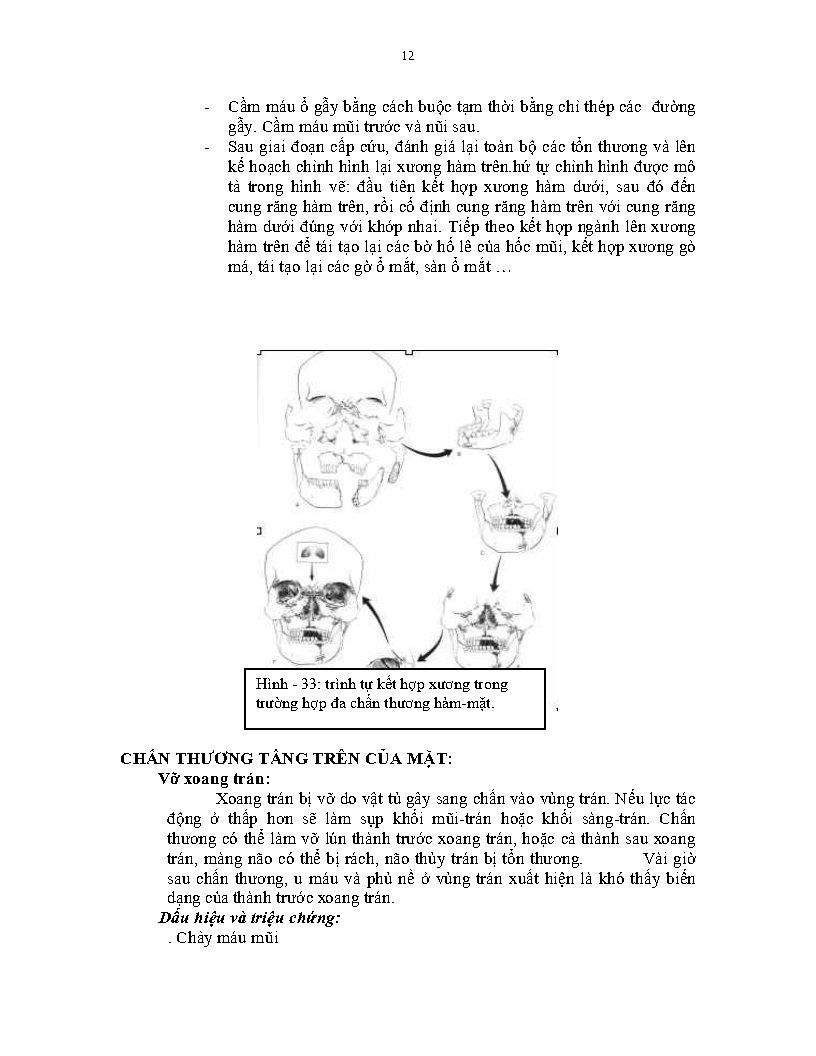 12
- Cầm máu ổ gẫy bằng cách buộc tạm thời bằng chỉ thép các đường
gẫy. Cầm máu mũi trước và nũi sau.
- Sau giai đoạn cấp cứu, đánh giá lại toàn bộ các tổn thương và lên
kế hoạch chỉnh hình lại xương hàm trên.hứ tự chỉnh hình được mô
tả trong hình vẽ: đầu tiên kết hợp xương hàm dưới, sau đó đến
cung răng hàm trên, rồi cố định cung răng hàm trên với cung răng
hàm dưới đúng với khớp nhai. Tiếp theo kết hợp ngành lên xương
hàm trên để tái tạo lại các bờ hố lê của hốc mũi, kết hợp xương gò
má, tái tạo lại các gờ ổ mắt, sàn ổ mắt …
Hình - 33: trình tự kết hợp xương trong
trường hợp đa chấn thương hàm-mặt.
CHẤN THƯƠNG TẦNG TRÊN CỦA MẶT:
Vỡ xoang trán:
Xoang trán bị vỡ do vật tù gây sang chấn vào vùng trán. Nếu lực tác
động ở thấp hơn sẽ làm sụp khối mũi-trán hoặc khối sàng-trán. Chấn
thương có thể làm vỡ lún thành trước xoang trán, hoặc cả thành sau xoang
trán, màng não có thể bị rách, não thùy trán bị tổn thương. Vài giờ
sau chấn thương, u máu và phù nề ở vùng trán xuất hiện là khó thấy biến
dạng của thành trước xoang trán.
Dấu hiệu và triệu chứng:
. Chảy máu mũi